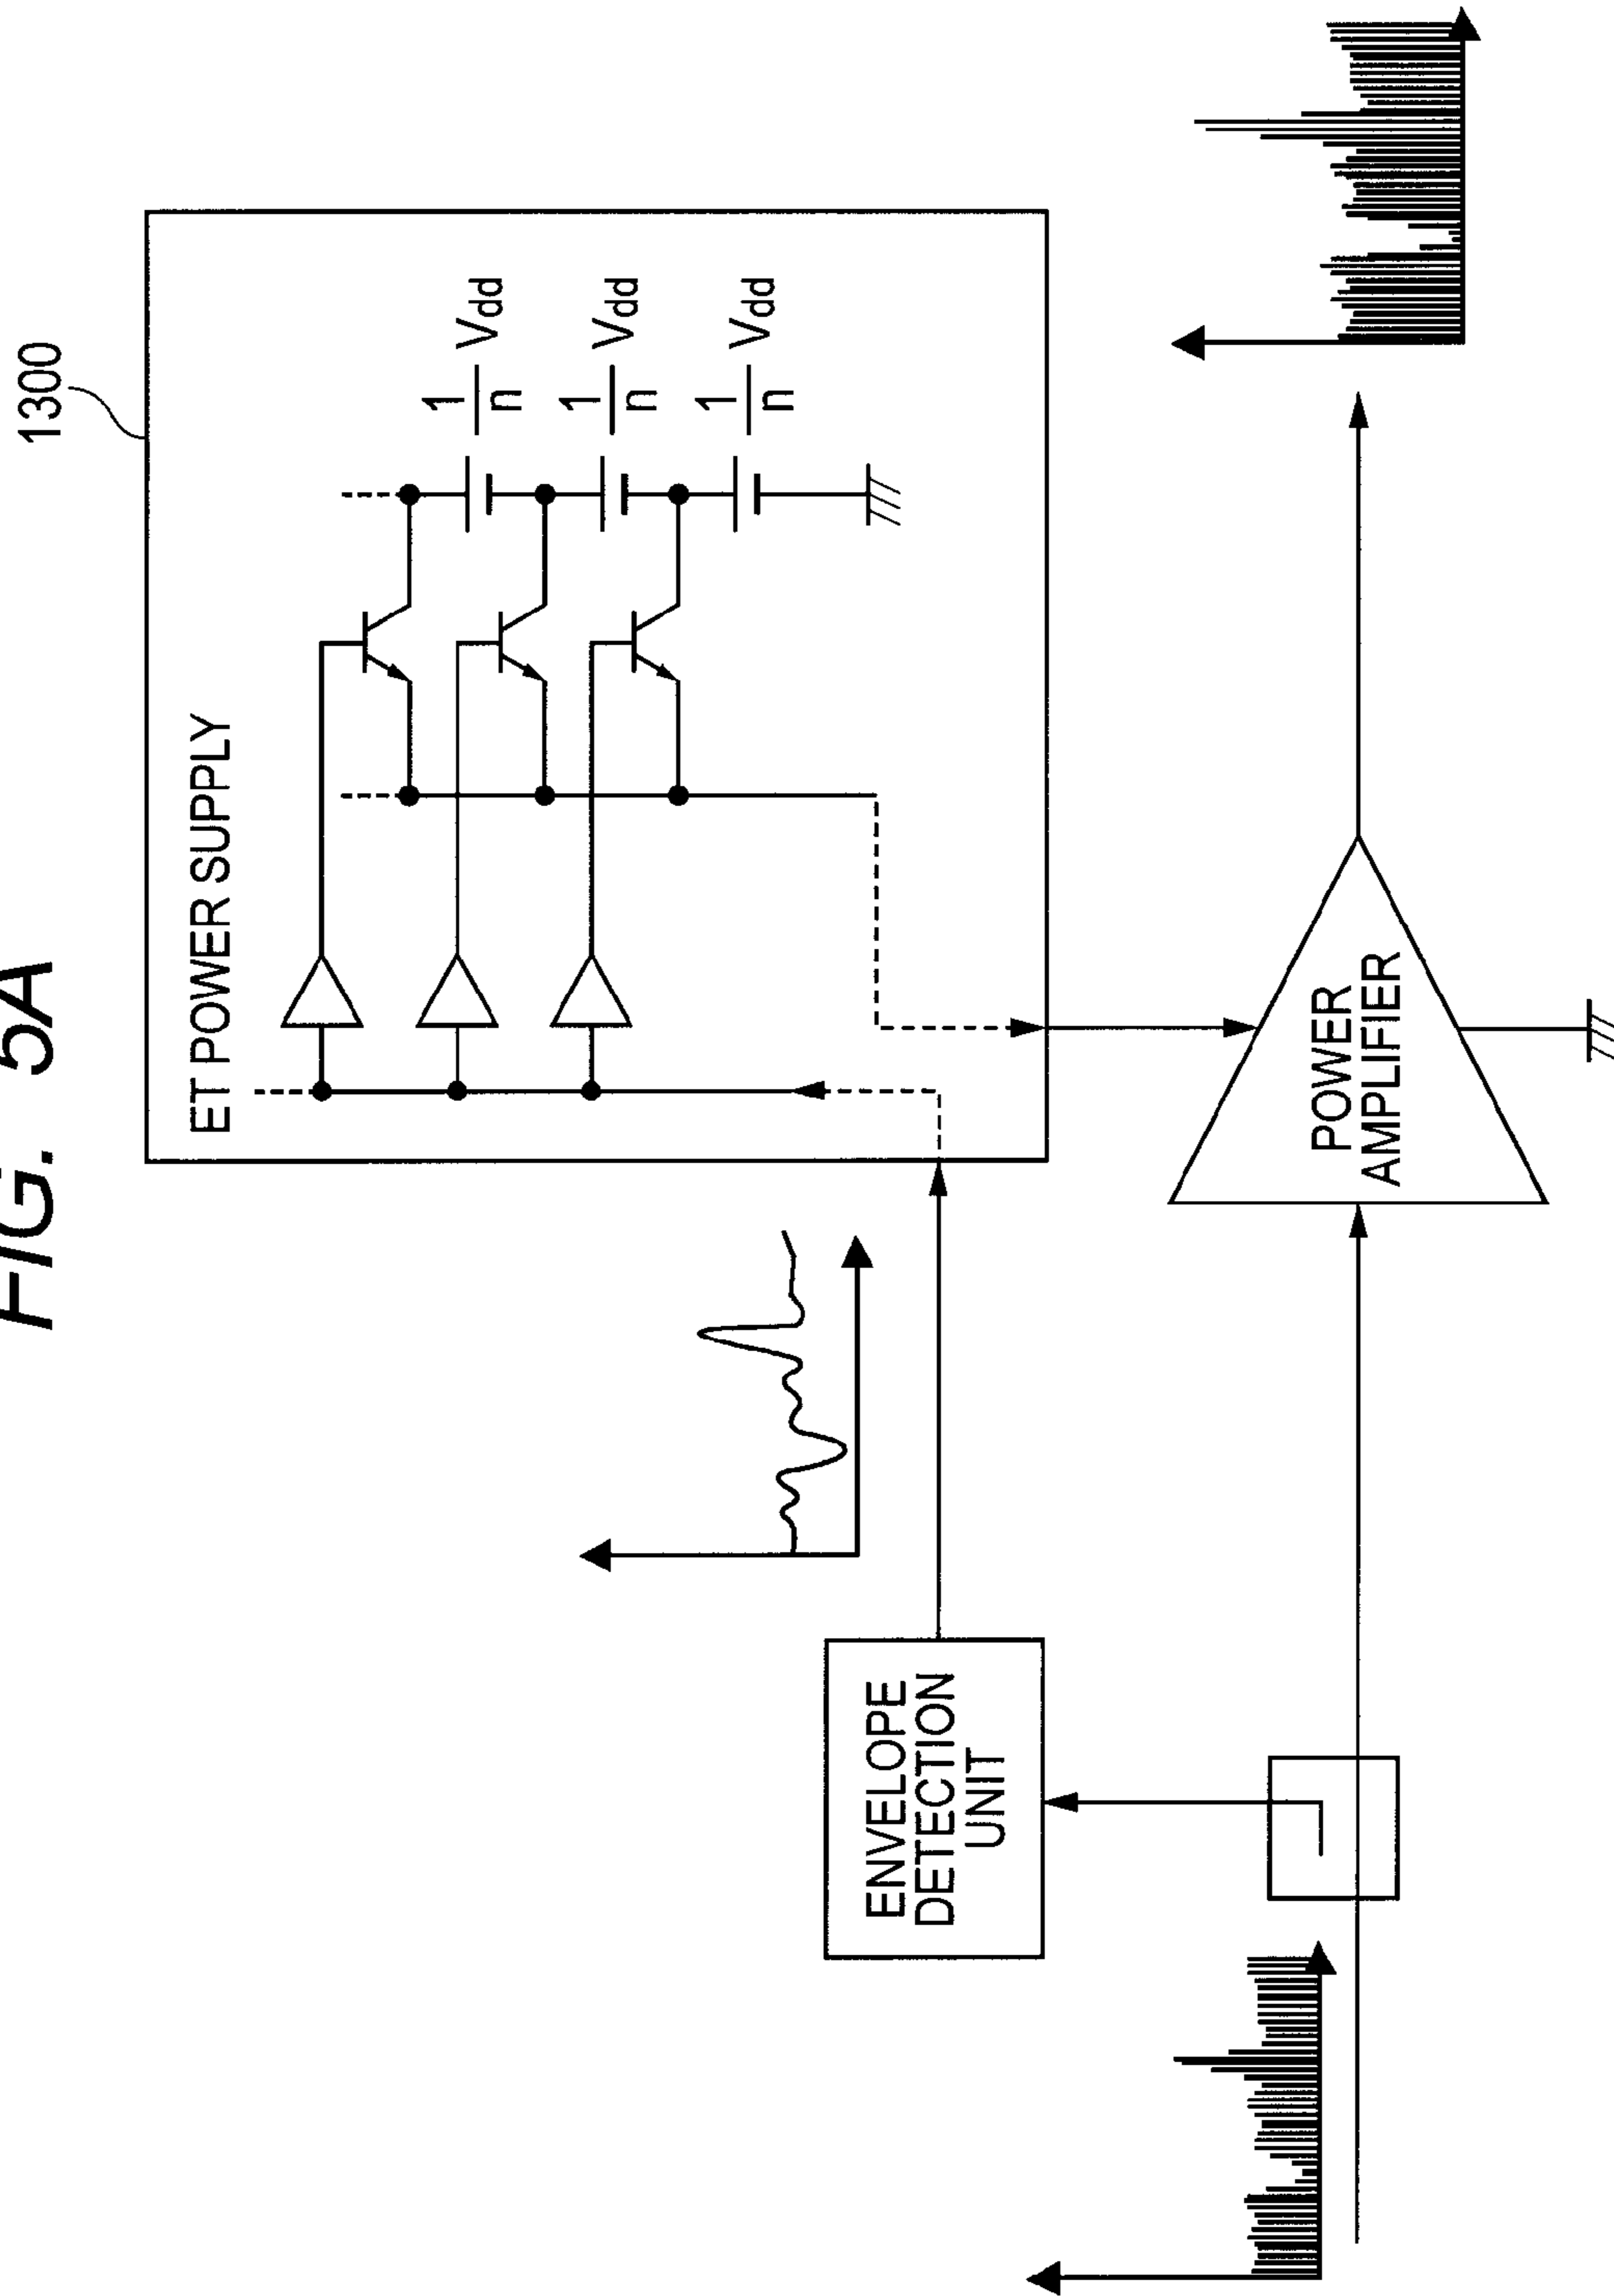 FIG. 5A
1300
ET POWER SUPPLY
1/n Vdd
1/n Vdd
1/n Vdd
ENVELOPE
DETECTION
UNIT
POWER
AMPLIFIER